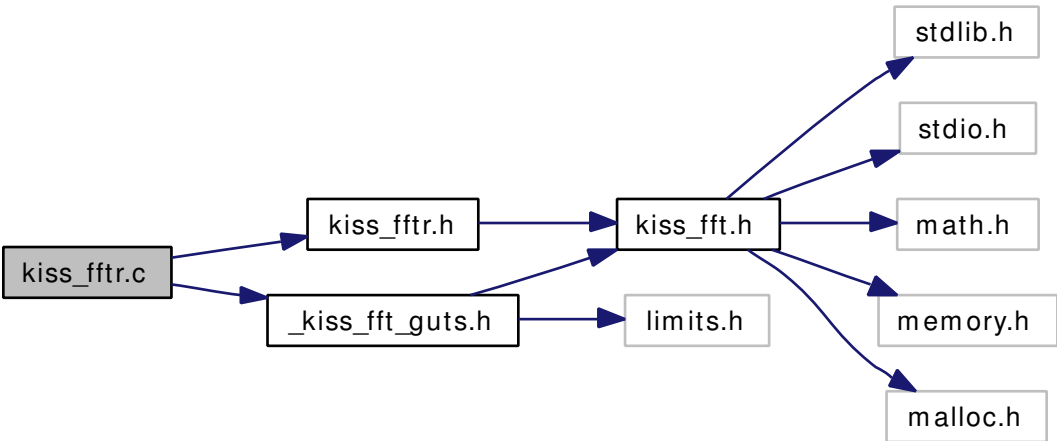 stdlib.h
stdio.h
kiss_fftr.h
kiss_fft.h
math.h
kiss_fftr.c
_kiss_fft_guts.h
limits.h
memory.h
malloc.h